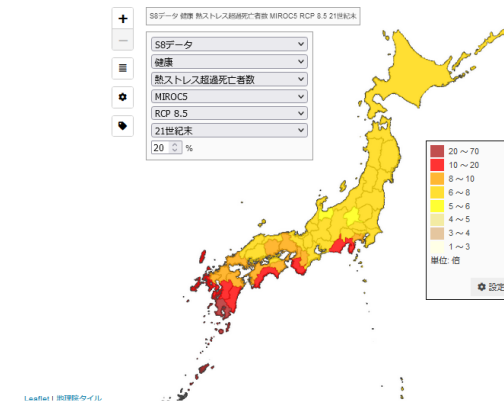 S8データ 健康 熱ストレス超過死亡者数 MIROC5 RCP 8.5 21世紀末
+
−
S8データ
健康
熱ストレス超過死亡者数
MIROC5
RCP 8.5
21世紀末
20 %
20 ～ 70
10 ～ 20
8 ～ 10
6 ～ 8
5 ～ 6
4 ～ 5
3 ～ 4
1 ～ 3
単位: 倍
設定
Leaflet | 地理院タイル